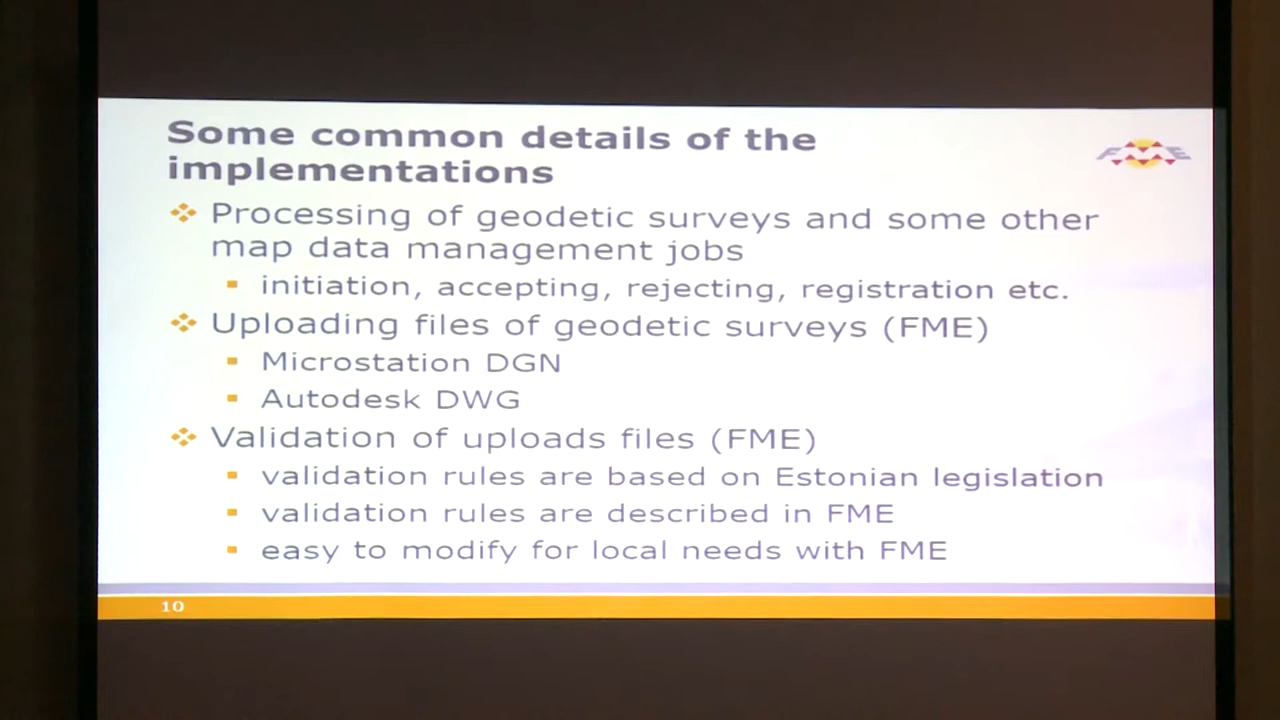 Some common details of the
implementations
FME
Processing of geodetic surveys and some other
map data management jobs
initiation, accepting, rejecting, registration etc.
Uploading files of geodetic surveys (FME)
Microstation DGN
Autodesk DWG
Validation of uploads files (FME)
validation rules are based on Estonian legislation
validation rules are described in FME
easy to modify for local needs with FME
10